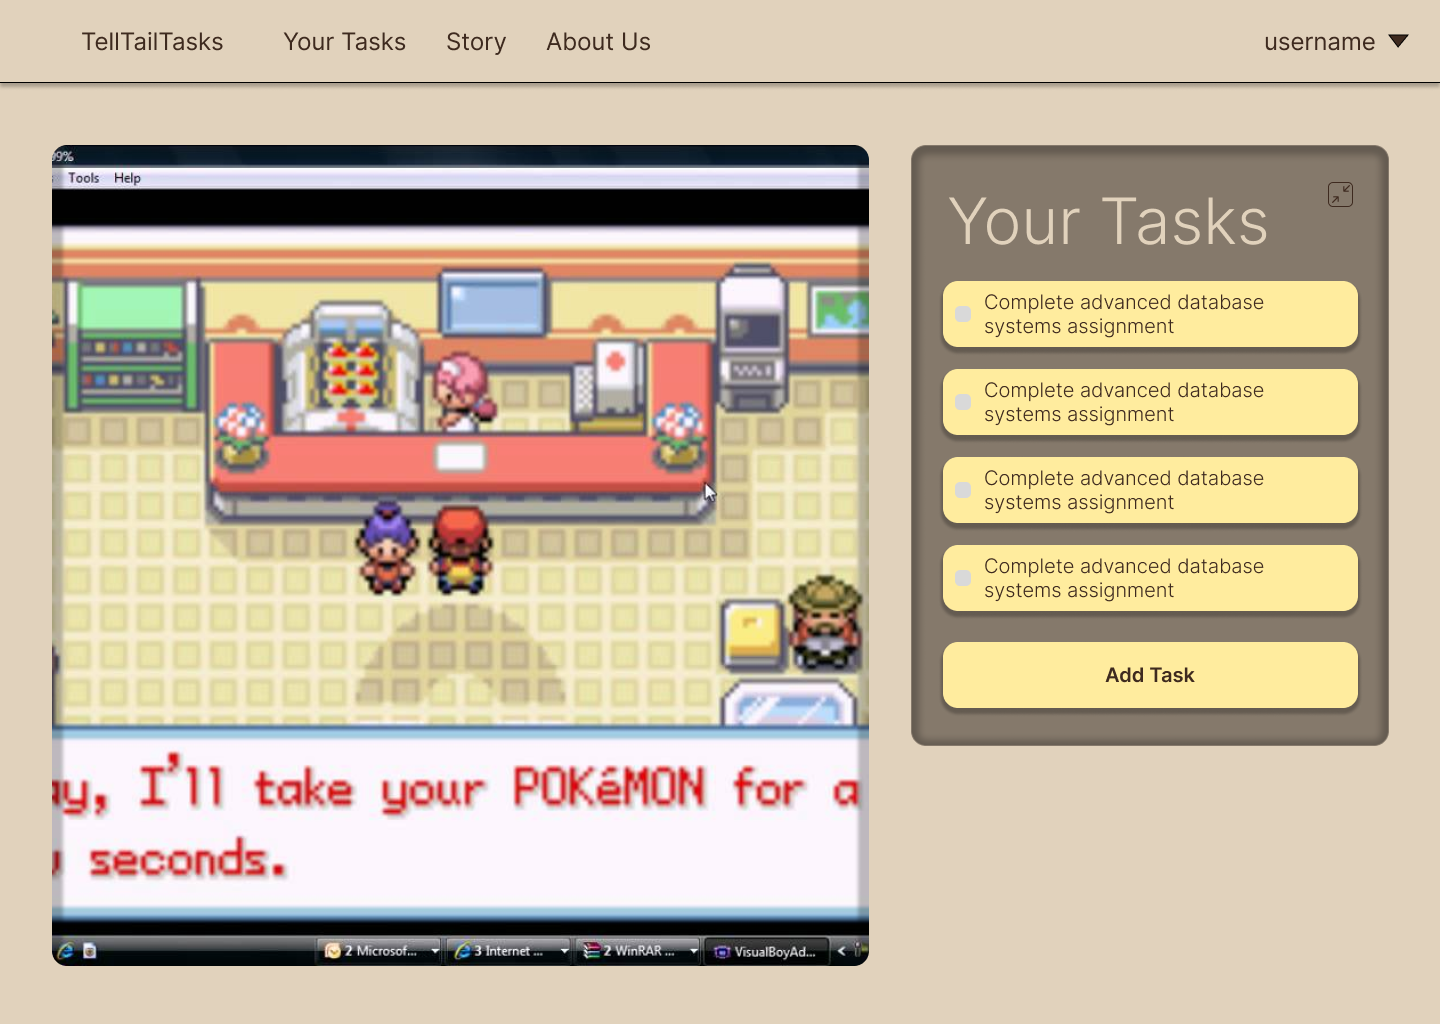 TellTailTasks Your Tasks Story About Us username
99%
Tools Help
I'll take your POKéMON for a
seconds.
2 Microsof... 3 Internet ... 2 WinRAR ... VisualBoyAd... <
Your Tasks
Complete advanced database
systems assignment
Complete advanced database
systems assignment
Complete advanced database
systems assignment
Complete advanced database
systems assignment
Add Task